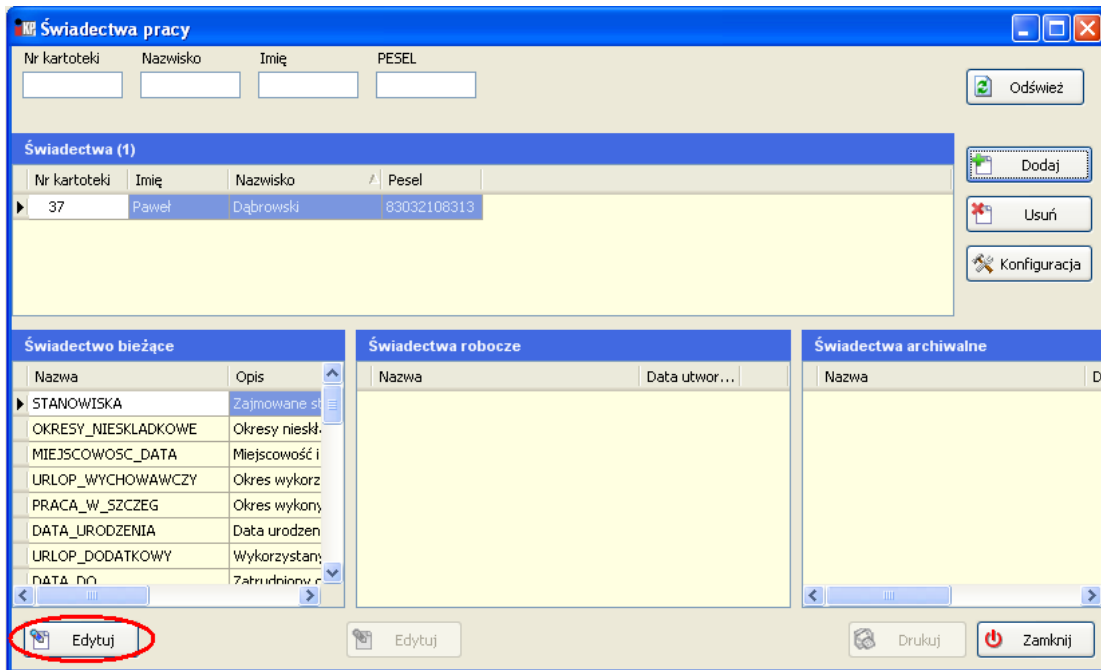 iKP Świadectwa pracy
Nr kartoteki Nazwisko Imię PESEL
Odśwież
Świadectwa (1)
Dodaj
Nr kartoteki Imię Nazwisko Pesel
37 Paweł Dąbrowski 83032108313
Usuń
Konfiguracja
Świadectwo bieżące Świadectwa robocze Świadectwa archiwalne
Nazwa Opis Nazwa Data utwor... Nazwa D
STANOWISKA Zajmowane st
OKRESY_NIESKLADKOWE Okresy nieskł
MIEJSCOWOSC_DATA Miejscowość i
URLOP_WYCHOWAWCZY Okres wykorz
PRACA_W_SZCZEG Okres wykony
DATA_URODZENIA Data urodzen
URLOP_DODATKOWY Wykorzystany
DATA_DO Zatrudniony o
Edytuj Edytuj Drukuj Zamknij